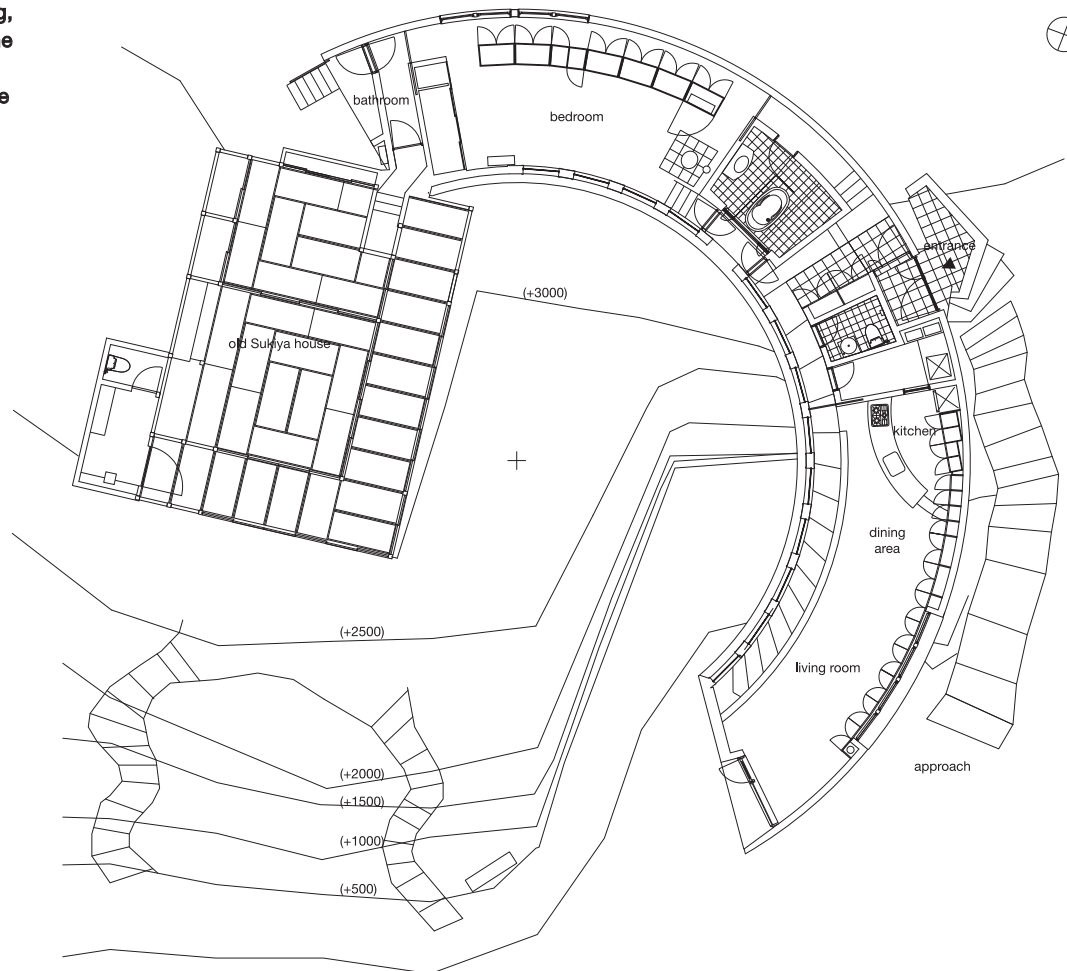 bathroom
bedroom
entrance
(+3000)
old Sukiya house
kitchen
dining
area
(+2500)
living room
approach
(+2000)
(+1500)
(+1000)
(+500)